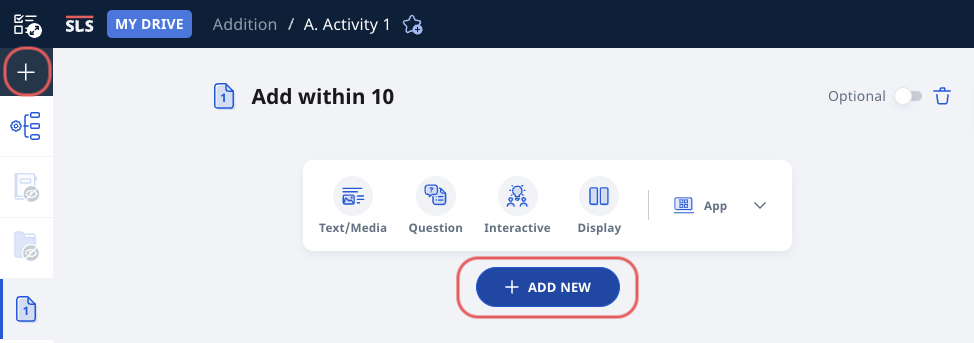 SLS MY DRIVE Addition / A. Activity 1
1 Add within 10 Optional
Text/Media Question Interactive Display App
+ ADD NEW
1